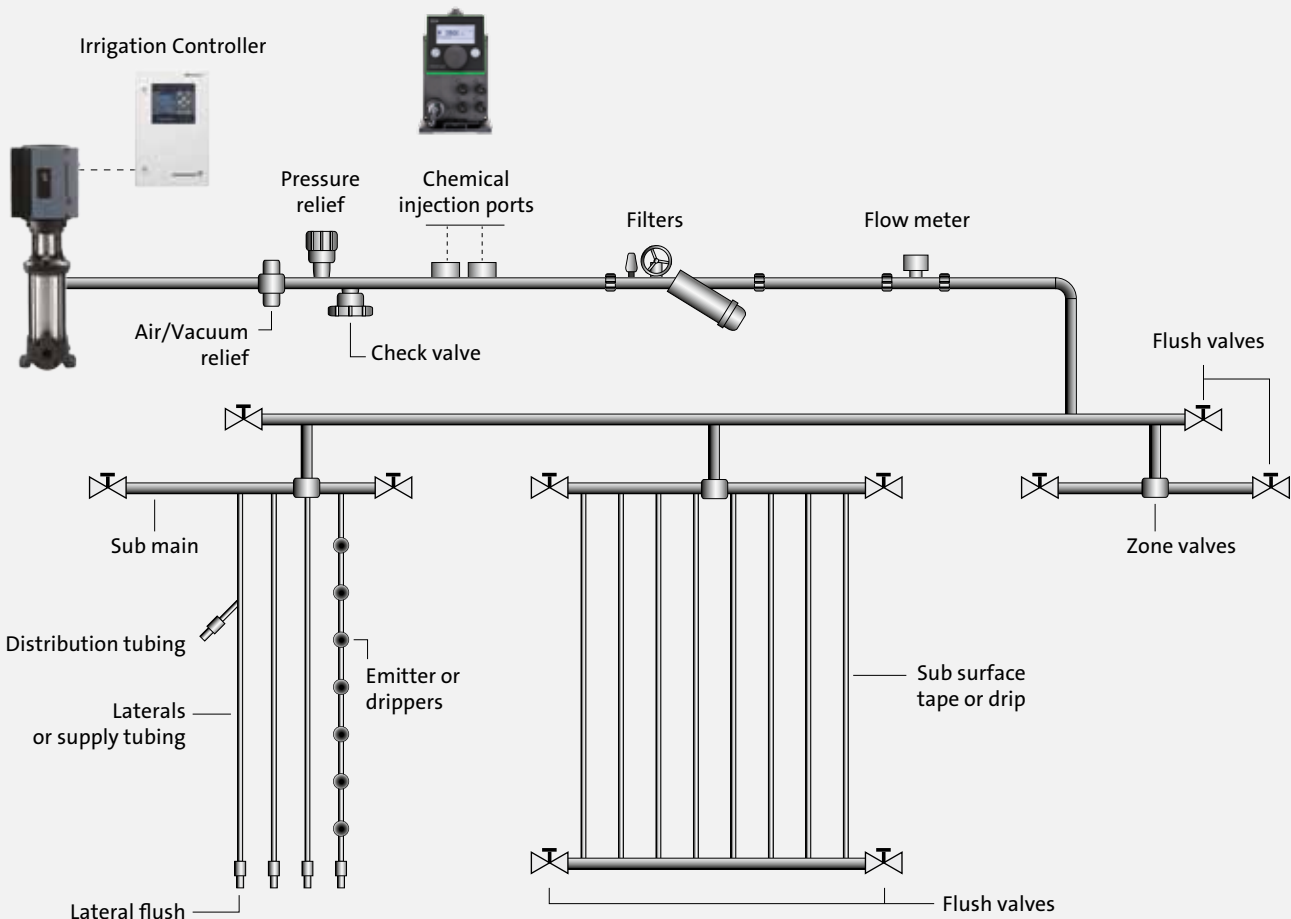 Irrigation Controller
Pressure
relief
Chemical
injection ports
Filters
Flow meter
Air/Vacuum
relief
Check valve
Flush valves
Sub main
Zone valves
Distribution tubing
Emitter or
drippers
Sub surface
tape or drip
Laterals
or supply tubing
Lateral flush
Flush valves